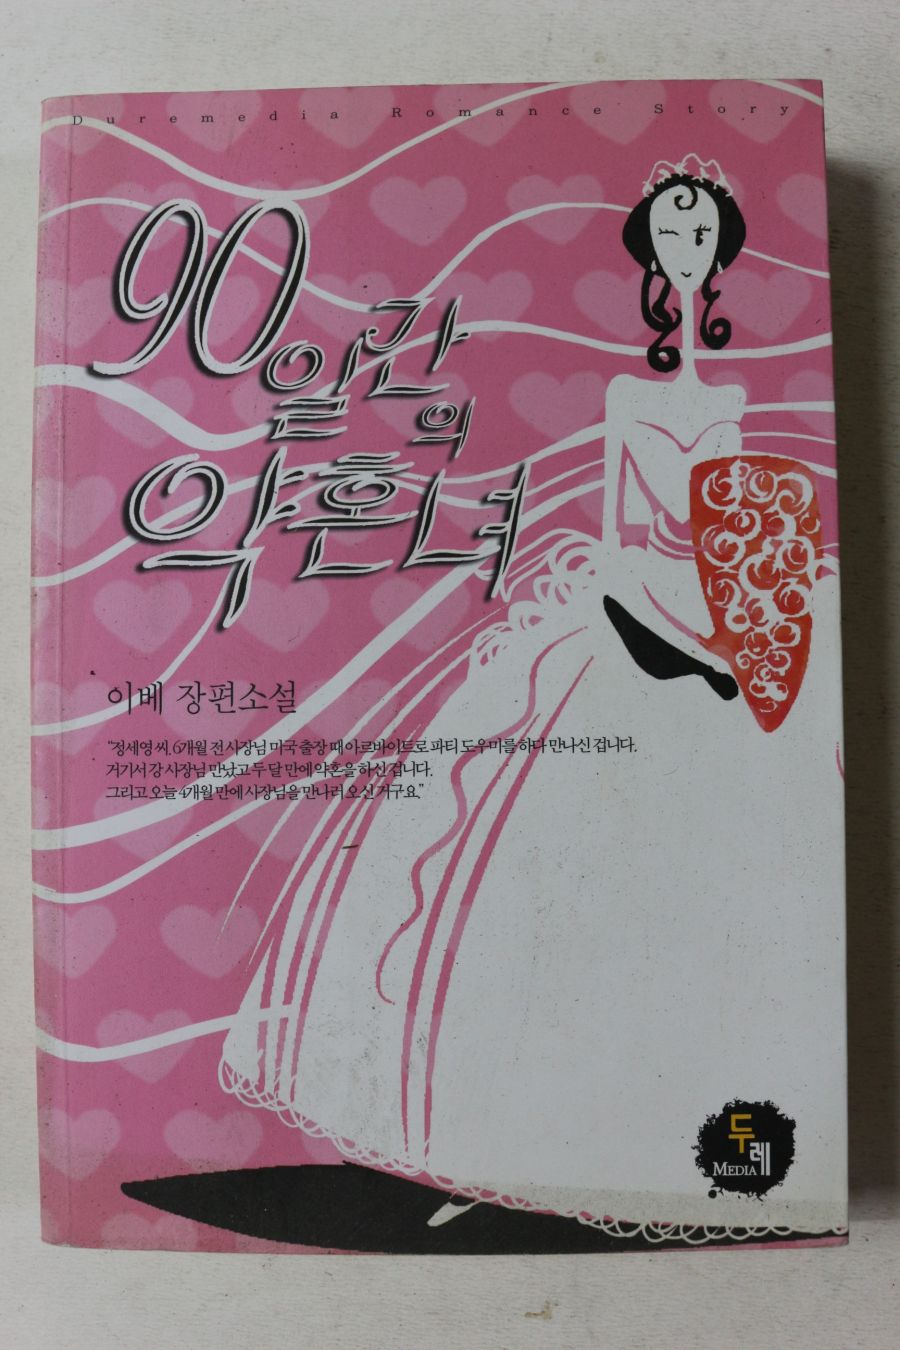 Duremedia Romance Story
90
일간
의
약혼녀
이베 장편소설
"정세영 씨. 6개월 전 사장님 미국 출장 때 아르바이트로 파티 도우미를 하다 만나신 겁니다.
거기서 강 사장님 만났고 두 달 만에 약혼을 하신 겁니다.
그리고 오늘 4개월 만에 사장님을 만나러 오신 거구요."
두레
MEDIA